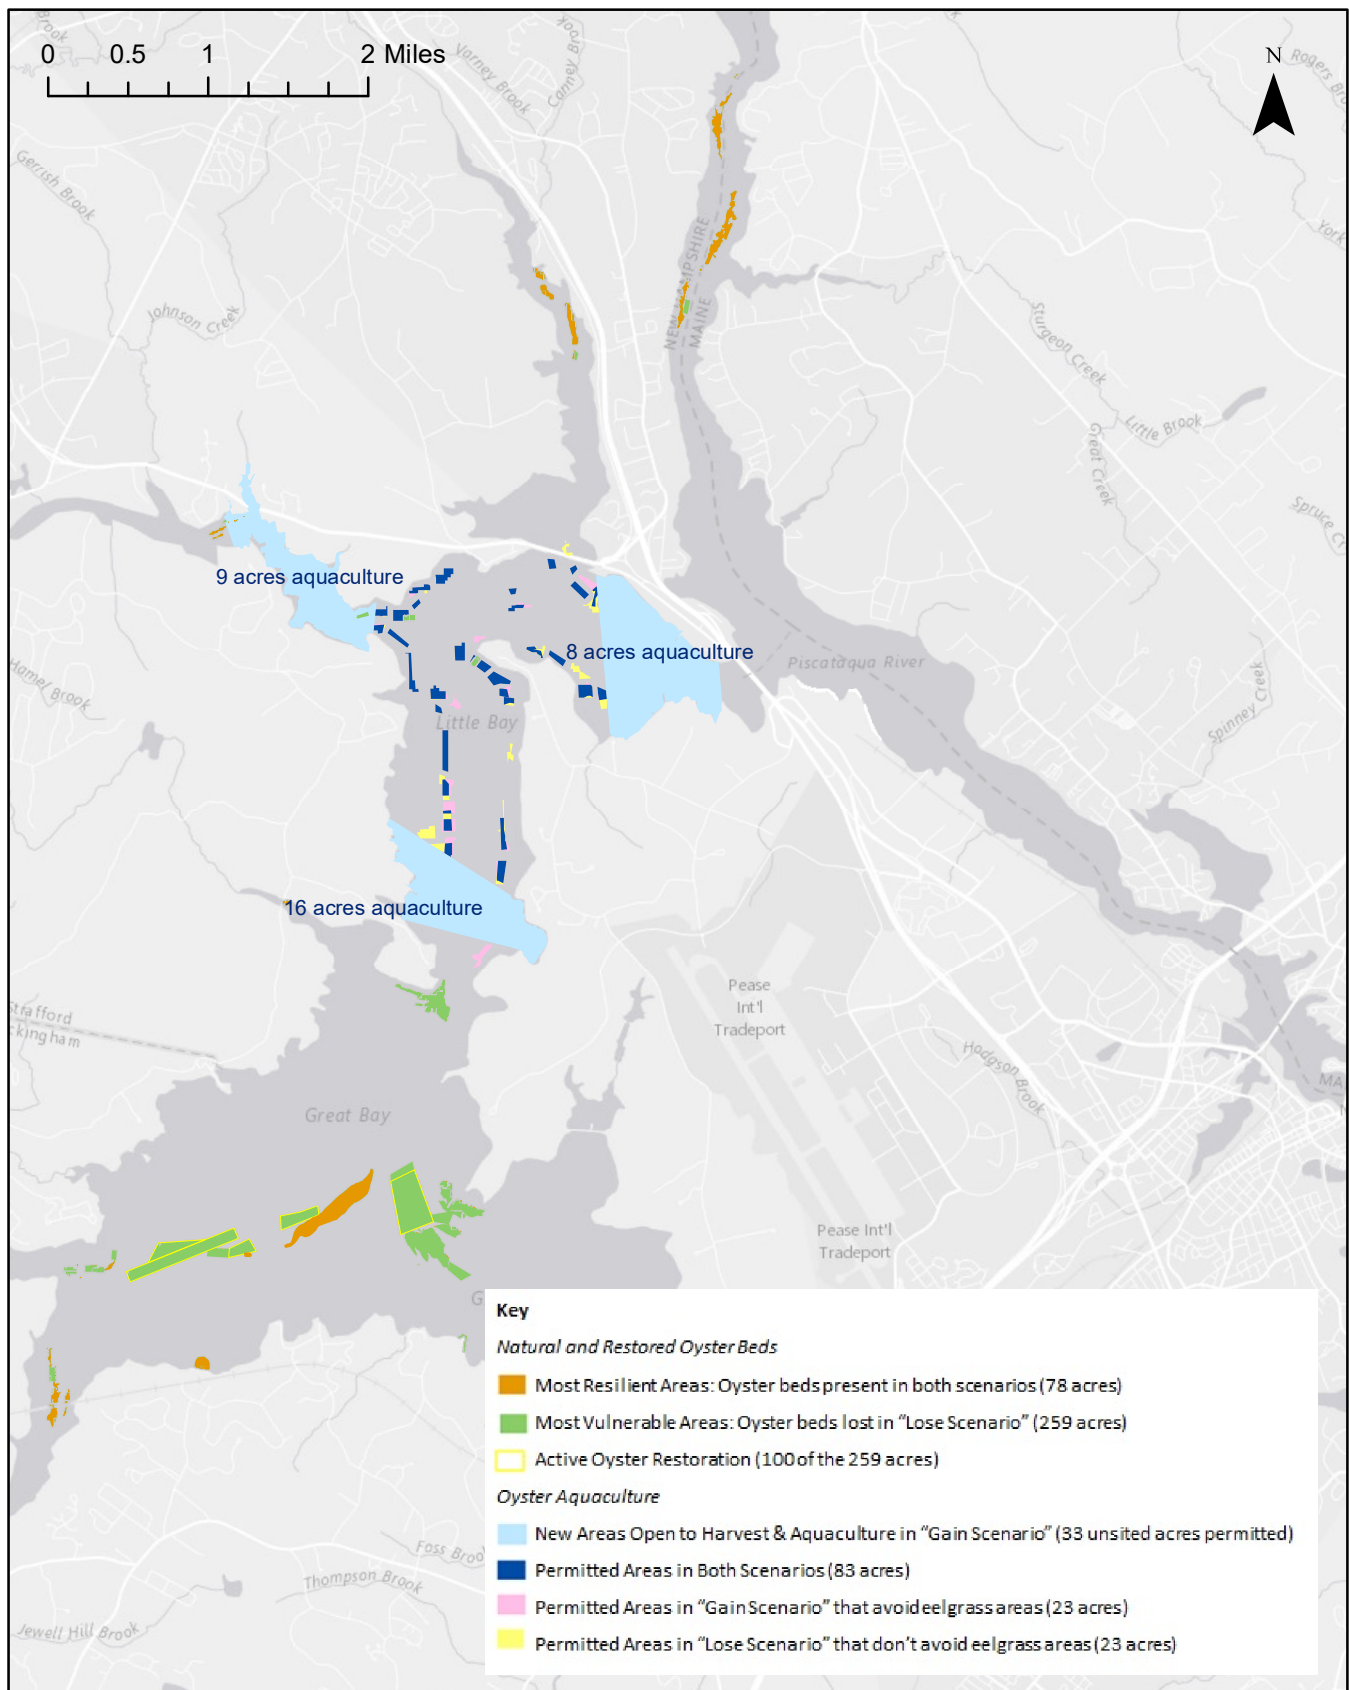 0 0.5 1 2 Miles
N
Varney Brook
Canney Brook
Rogers Bro
Brook
Gerrish Brook
York
NEW HAMPSHIRE
MAINE
Johnson Creek
Sturgeon Creek
Little Brook
Great Creek
Spruce Cr
9 acres aquaculture
8 acres aquaculture
Piscataqua River
Hamel Brook
Spinney Creek
Little Bay
16 acres aquaculture
Pease
Int'l
Tradeport
Strafford
ckingham
Hodgson Brook
MA
Great Bay
Pease Int'l
Tradeport
G
Key
Natural and Restored Oyster Beds
Most Resilient Areas: Oyster beds present in both scenarios (78 acres)
Most Vulnerable Areas: Oyster beds lost in "Lose Scenario" (259 acres)
Active Oyster Restoration (100 of the 259 acres)
Oyster Aquaculture
New Areas Open to Harvest & Aquaculture in "Gain Scenario" (33 unsited acres permitted)
Permitted Areas in Both Scenarios (83 acres)
Permitted Areas in "Gain Scenario" that avoid eelgrass areas (23 acres)
Permitted Areas in "Lose Scenario" that don't avoid eelgrass areas (23 acres)
Foss Broo
Thompson Brook
Jewell Hill Brook